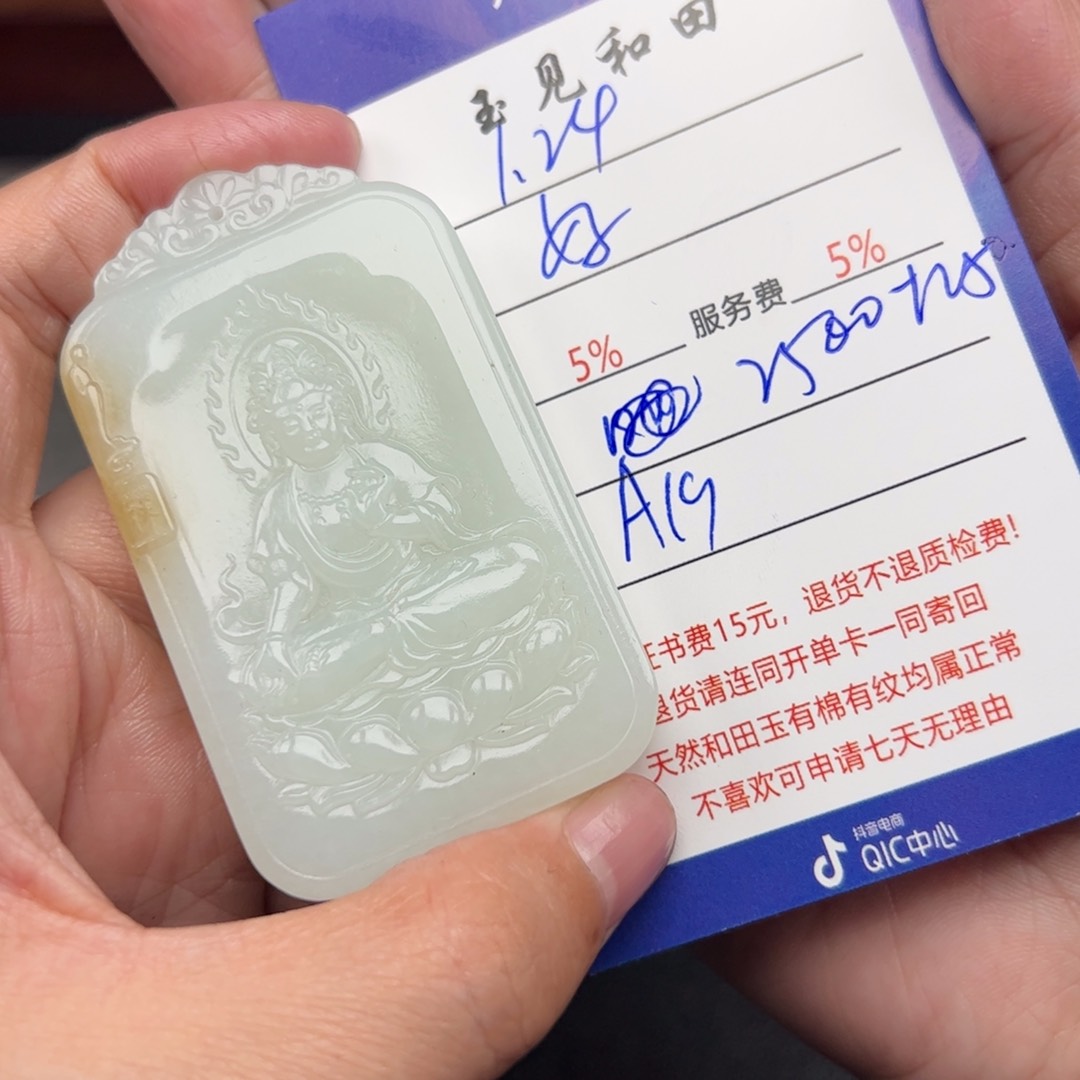 玉见和田
1.24
好
5% 服务费 5%
2500+125
A19
证书费15元，退货不退质检费!
退货请连同开单卡一同寄回
天然和田玉有棉有纹均属正常
不喜欢可申请七天无理由
抖音电商
QIC中心